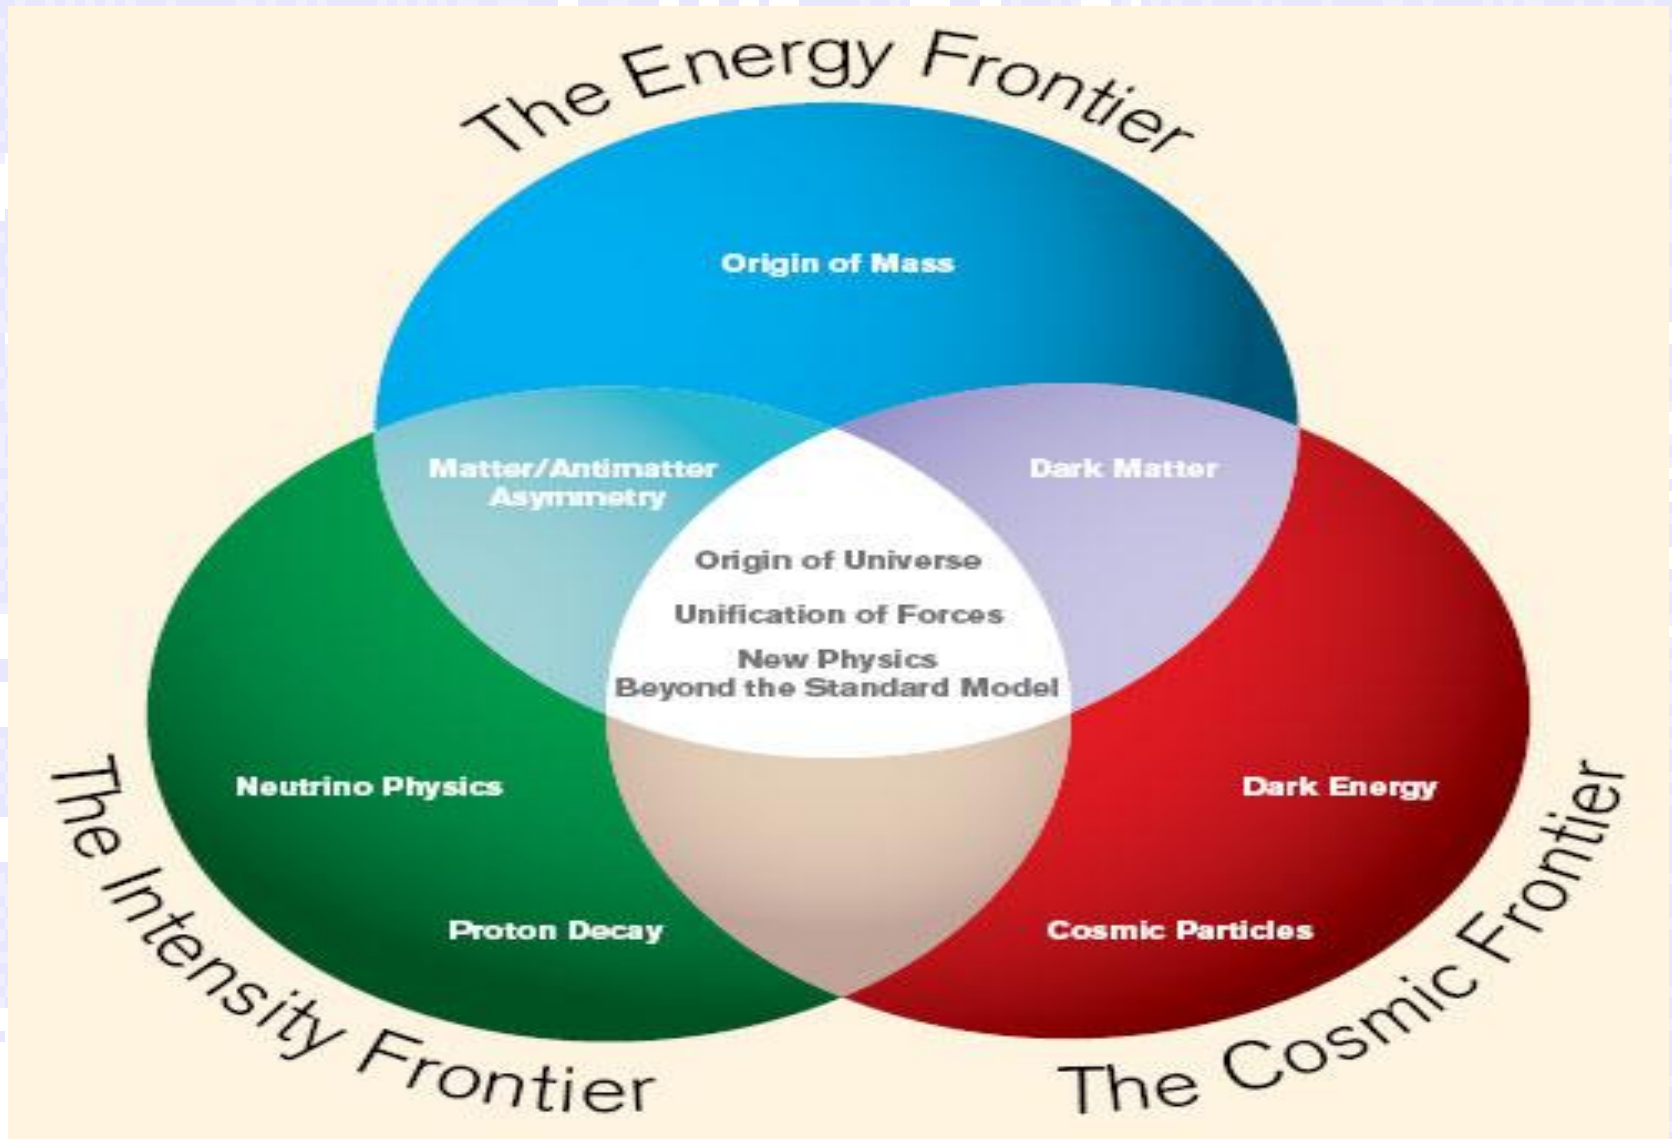 The Energy Frontier
Origin of Mass
Matter/Antimatter
Asymmetry
Dark Matter
Origin of Universe
Unification of Forces
New Physics
Beyond the Standard Model
Neutrino Physics
Dark Energy
Proton Decay
Cosmic Particles
The Intensity Frontier
The Cosmic Frontier